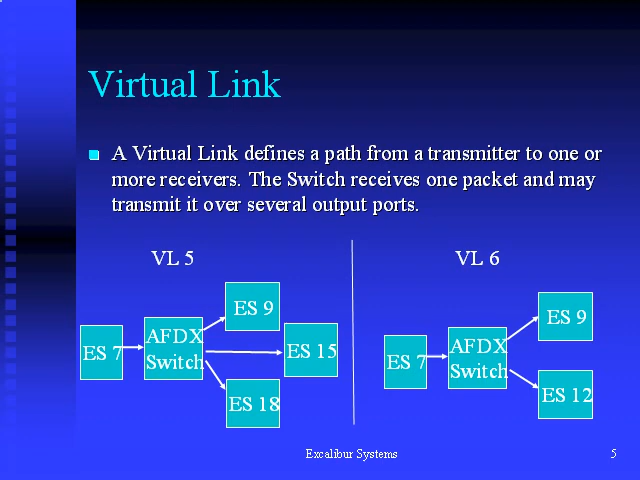 Virtual Link
A Virtual Link defines a path from a transmitter to one or
more receivers. The Switch receives one packet and may
transmit it over several output ports.
VL 5
VL 6
ES 7
AFDX
Switch
ES 9
ES 15
ES 18
ES 7
AFDX
Switch
ES 9
ES 12
Excalibur Systems
5